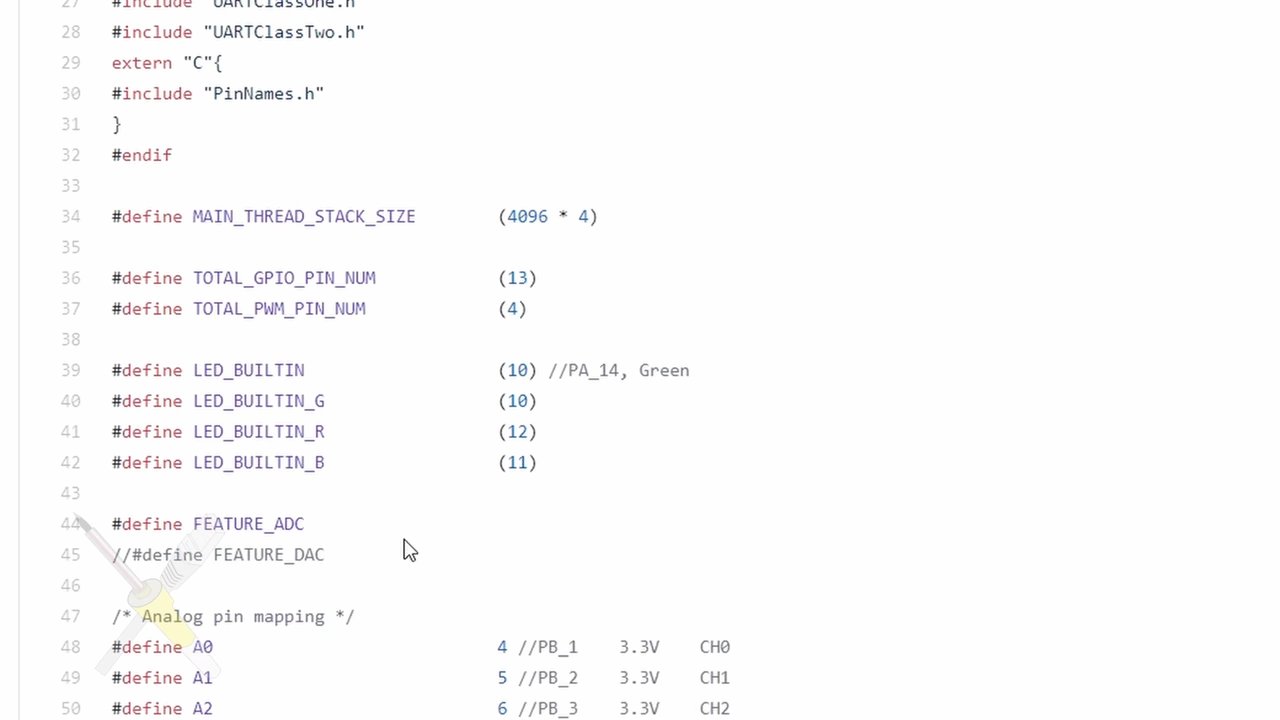 27 #include "UARTClassOne.h"
28 #include "UARTClassTwo.h"
29 extern "C"{
30 #include "PinNames.h"
31 }
32 #endif
33
34 #define MAIN_THREAD_STACK_SIZE (4096 * 4)
35
36 #define TOTAL_GPIO_PIN_NUM (13)
37 #define TOTAL_PWM_PIN_NUM (4)
38
39 #define LED_BUILTIN (10) //PA_14, Green
40 #define LED_BUILTIN_G (10)
41 #define LED_BUILTIN_R (12)
42 #define LED_BUILTIN_B (11)
43
44 #define FEATURE_ADC
45 //#define FEATURE_DAC
46
47 /* Analog pin mapping */
48 #define A0 4 //PB_1 3.3V CH0
49 #define A1 5 //PB_2 3.3V CH1
50 #define A2 6 //PB_3 3.3V CH2